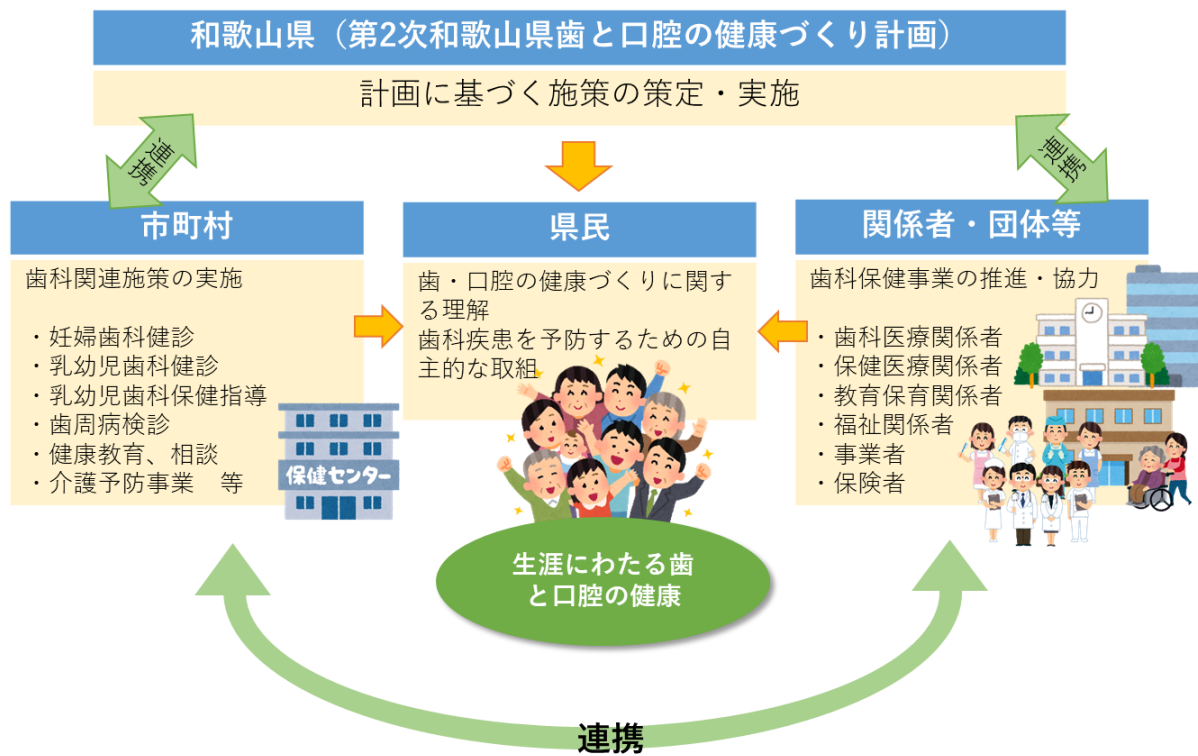 和歌山県（第2次和歌山県歯と口腔の健康づくり計画）
計画に基づく施策の策定・実施
連携
連携
市町村
歯科関連施策の実施
・妊婦歯科健診
・乳幼児歯科健診
・乳幼児歯科保健指導
・歯周病検診
・健康教育、相談
・介護予防事業　等
保健センター
県民
歯・口腔の健康づくりに関す
る理解
歯科疾患を予防するための自
主的な取組
関係者・団体等
歯科保健事業の推進・協力
・歯科医療関係者
・保健医療関係者
・教育保育関係者
・福祉関係者
・事業者
・保険者
生涯にわたる歯
と口腔の健康
連携